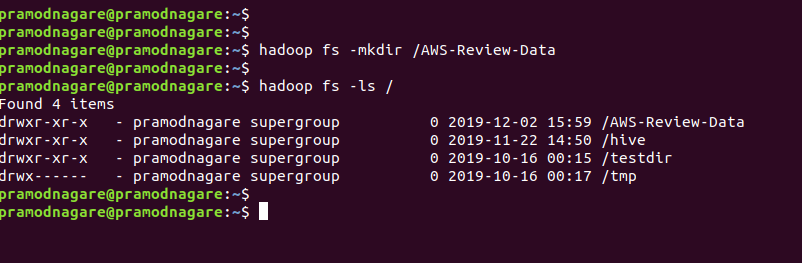 pramodnagare@pramodnagare:~$
pramodnagare@pramodnagare:~$
pramodnagare@pramodnagare:~$ hadoop fs -mkdir /AWS-Review-Data
pramodnagare@pramodnagare:~$
pramodnagare@pramodnagare:~$ hadoop fs -ls /
Found 4 items
drwxr-xr-x   - pramodnagare supergroup          0 2019-12-02 15:59 /AWS-Review-Data
drwxr-xr-x   - pramodnagare supergroup          0 2019-11-22 14:50 /hive
drwxr-xr-x   - pramodnagare supergroup          0 2019-10-16 00:15 /testdir
drwx------   - pramodnagare supergroup          0 2019-10-16 00:17 /tmp
pramodnagare@pramodnagare:~$
pramodnagare@pramodnagare:~$